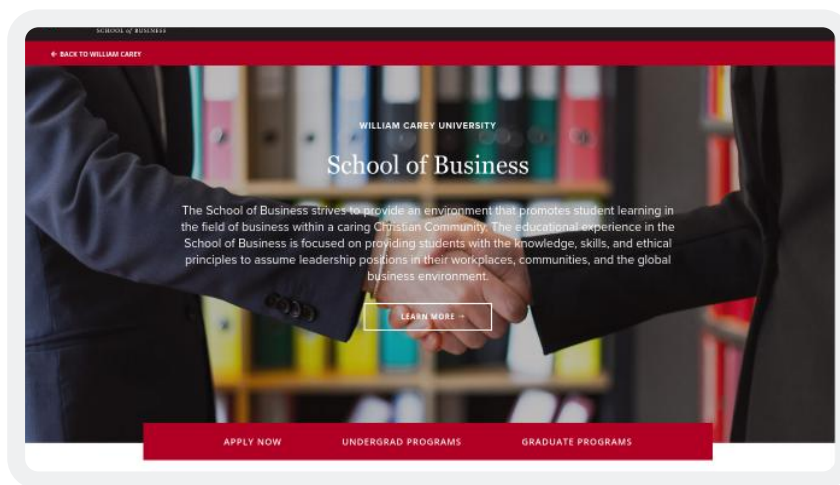 SCHOOL of BUSINESS
← BACK TO WILLIAM CAREY
WILLIAM CAREY UNIVERSITY
School of Business
The School of Business strives to provide an environment that promotes student learning in
the field of business within a caring Christian Community. The educational experience in the
School of Business is focused on providing students with the knowledge, skills, and ethical
principles to assume leadership positions in their workplaces, communities, and the global
business environment.
LEARN MORE →
APPLY NOW UNDERGRAD PROGRAMS GRADUATE PROGRAMS